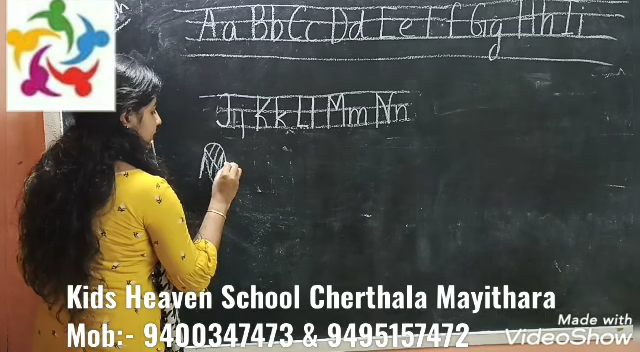 Aa Bb Cc Dd Ee Ff Gg Hh Ii
Jj Kk Ll Mm Nn
Kids Heaven School Cherthala Mayithara
Mob:- 9400347473 & 9495157472
Made with
VideoShow